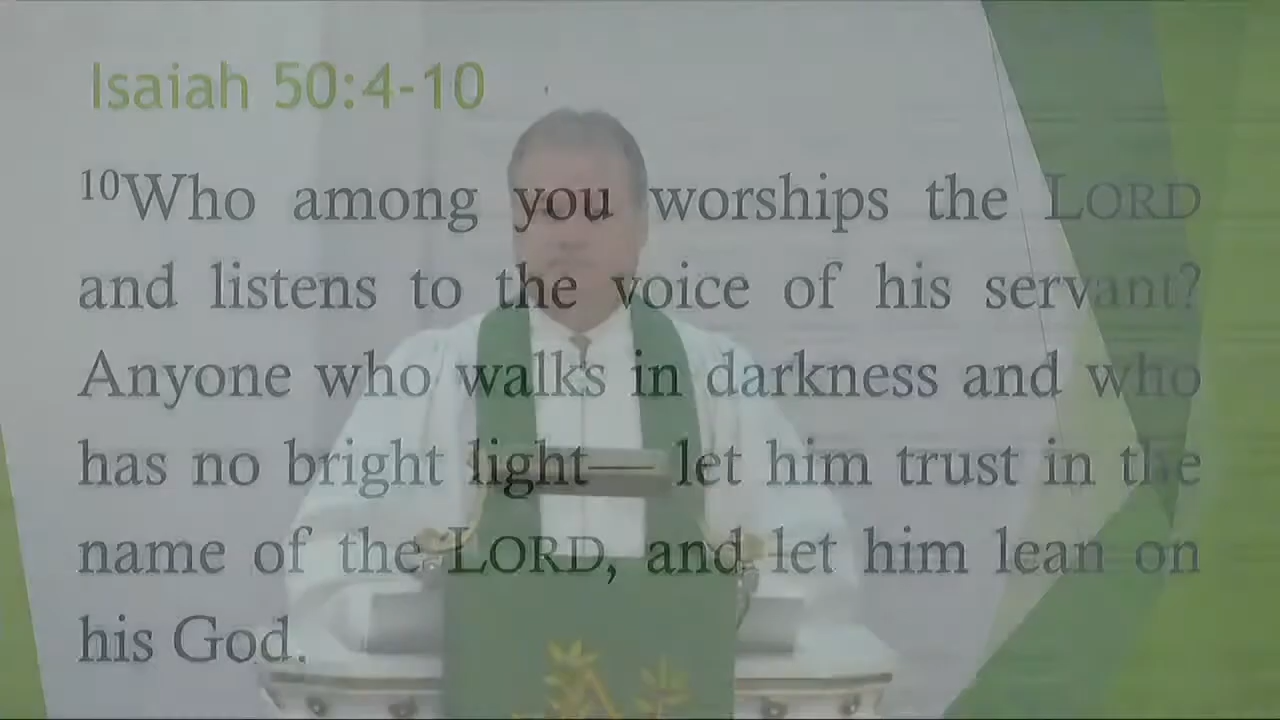 Isaiah 50:4-10
¹⁰Who among you worships the LORD
and listens to the voice of his servant?
Anyone who walks in darkness and who
has no bright light— let him trust in the
name of the LORD, and let him lean on
his God.